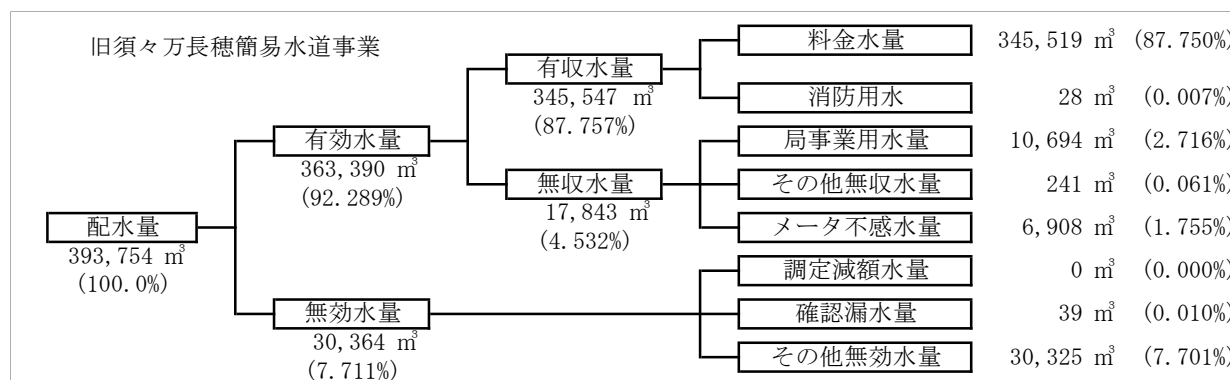 旧須々万長穂簡易水道事業
料金水量 345,519 ㎥ (87.750%)
有収水量
345,547 ㎥
(87.757%)
消防用水 28 ㎥ (0.007%)
有効水量
363,390 ㎥
(92.289%)
局事業用水量 10,694 ㎥ (2.716%)
無収水量
17,843 ㎥
(4.532%)
その他無収水量 241 ㎥ (0.061%)
メータ不感水量 6,908 ㎥ (1.755%)
配水量
393,754 ㎥
(100.0%)
調定減額水量 0 ㎥ (0.000%)
無効水量
30,364 ㎥
(7.711%)
確認漏水量 39 ㎥ (0.010%)
その他無効水量 30,325 ㎥ (7.701%)